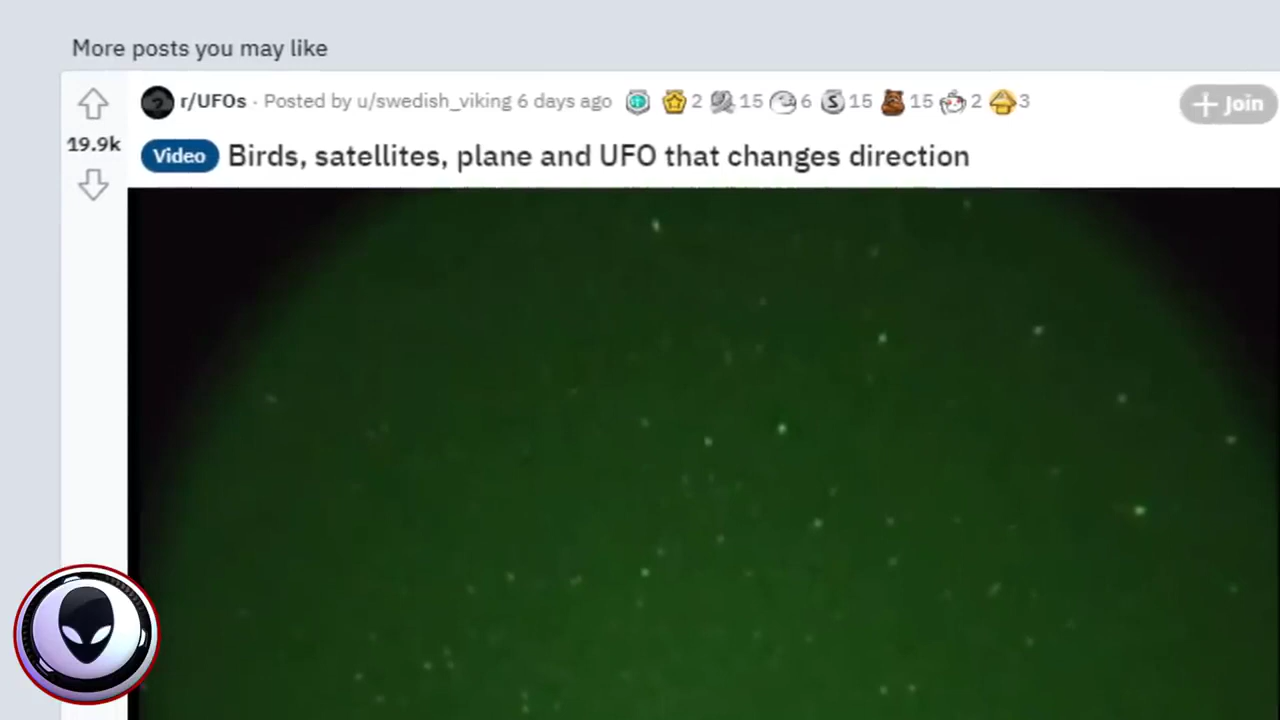 More posts you may like
r/UFOs · Posted by u/swedish_viking 6 days ago 2 15 6 15 15 2 3
Join
19.9k
Video Birds, satellites, plane and UFO that changes direction